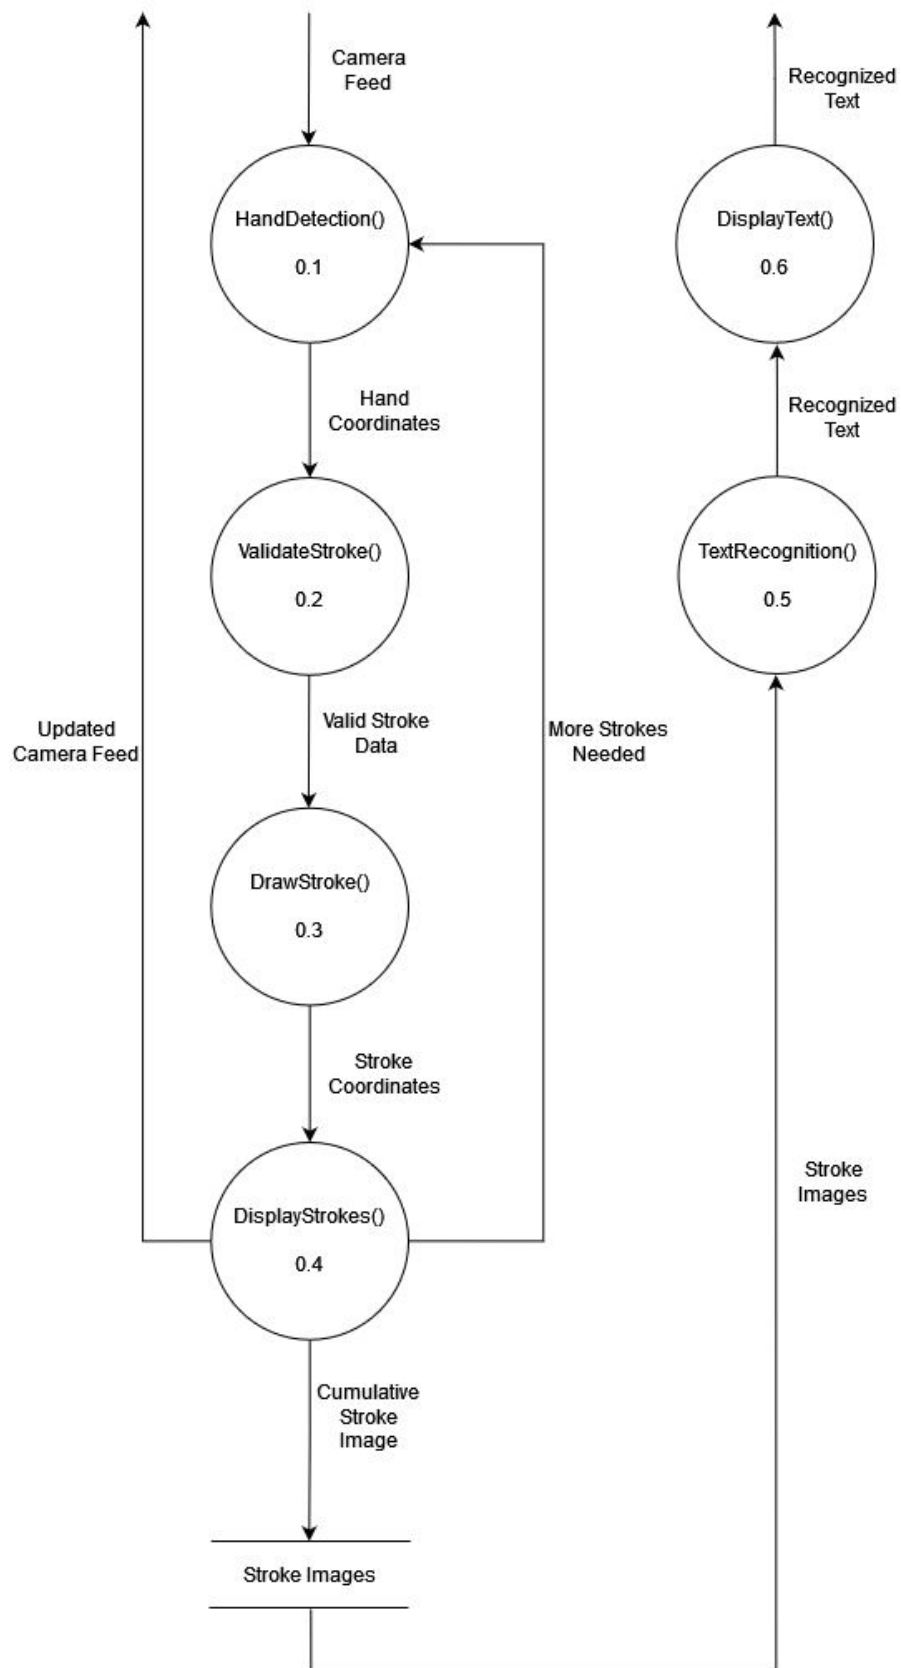 Camera
Feed
Recognized
Text
HandDetection()
0.1
DisplayText()
0.6
Hand
Coordinates
Recognized
Text
ValidateStroke()
0.2
TextRecognition()
0.5
Updated
Camera Feed
Valid Stroke
Data
More Strokes
Needed
DrawStroke()
0.3
Stroke
Coordinates
Stroke
Images
DisplayStrokes()
0.4
Cumulative
Stroke
Image
Stroke Images